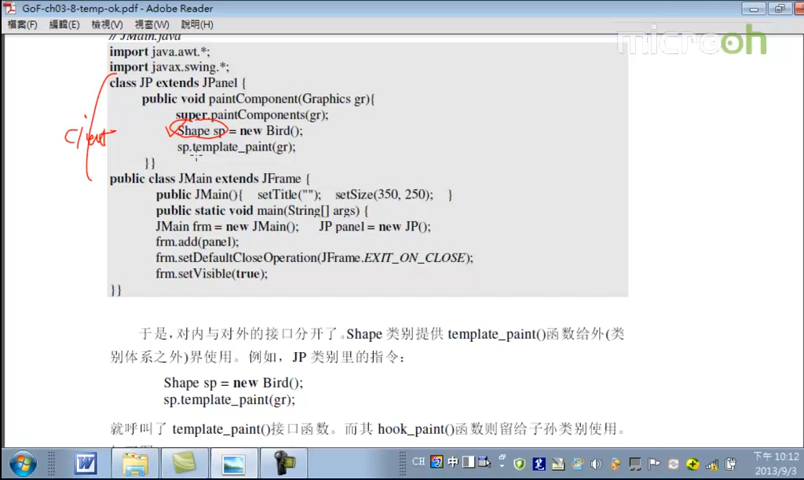 GoF-ch03-8-temp-ok.pdf - Adobe Reader
檔案(F) 編輯(E) 檢視(V) 視窗(W) 說明(H)
microoh
// JMain.java
import java.awt.*;
import javax.swing.*;
class JP extends JPanel {
public void paintComponent(Graphics gr){
super.paintComponents(gr);
Shape sp = new Bird();
client
sp.template_paint(gr);
}}
public class JMain extends JFrame {
public JMain(){ setTitle(""); setSize(350, 250); }
public static void main(String[] args) {
JMain frm = new JMain(); JP panel = new JP();
frm.add(panel);
frm.setDefaultCloseOperation(JFrame.EXIT_ON_CLOSE);
frm.setVisible(true);
}}
于是,对内与对外的接口分开了。Shape 类别提供 template_paint()函数给外(类
别体系之外)界使用。例如，JP 类别里的指令：
Shape sp = new Bird();
sp.template_paint(gr);
就呼叫了 template_paint()接口函数。而其 hook_paint()函数则留给子孙类别使用。
CH 中
下午 10:12
2013/9/3